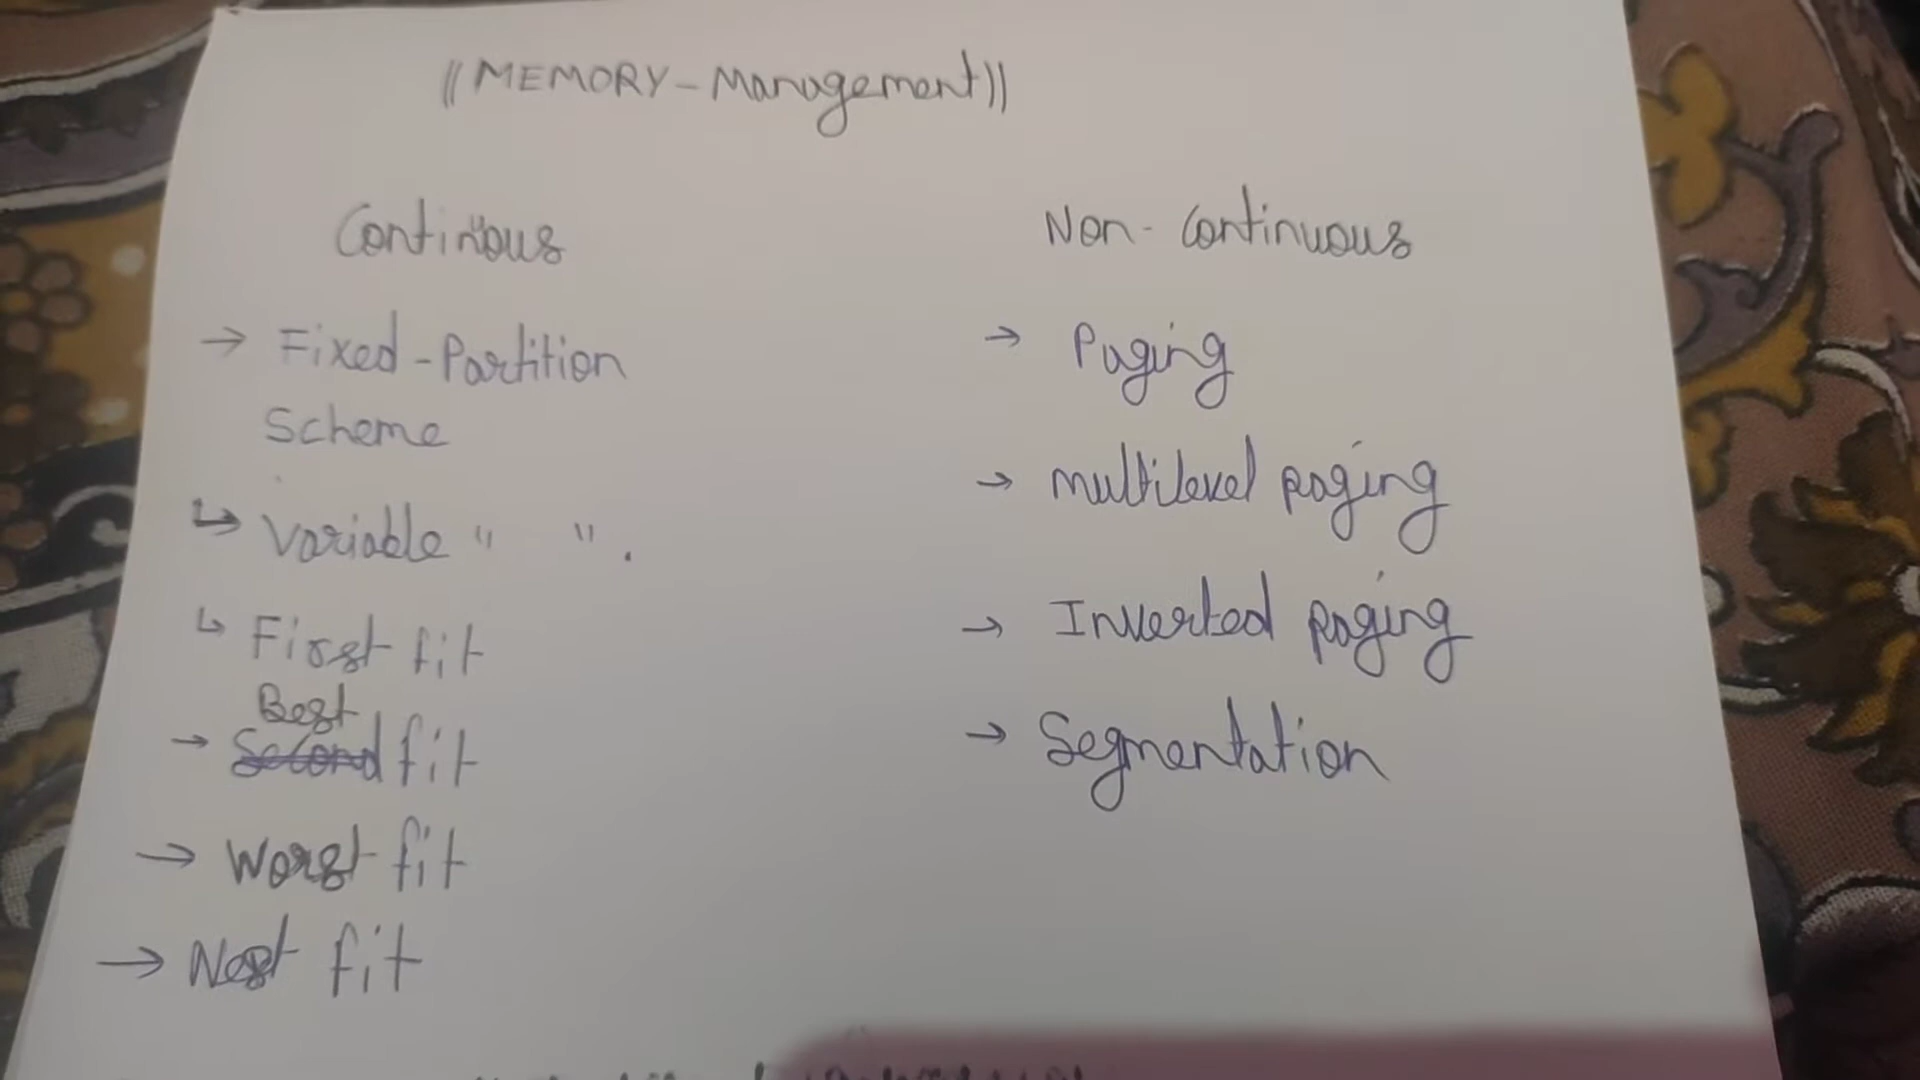 ||MEMORY-Management||
Continous
→ Fixed-Partition
Scheme
↳ Variable " ".
↳ First fit
Best
→ Second fit
→ Worst fit
→ Next fit
Non-Continuous
→ Paging
→ multilevel paging
→ Inverted paging
→ Segmentation